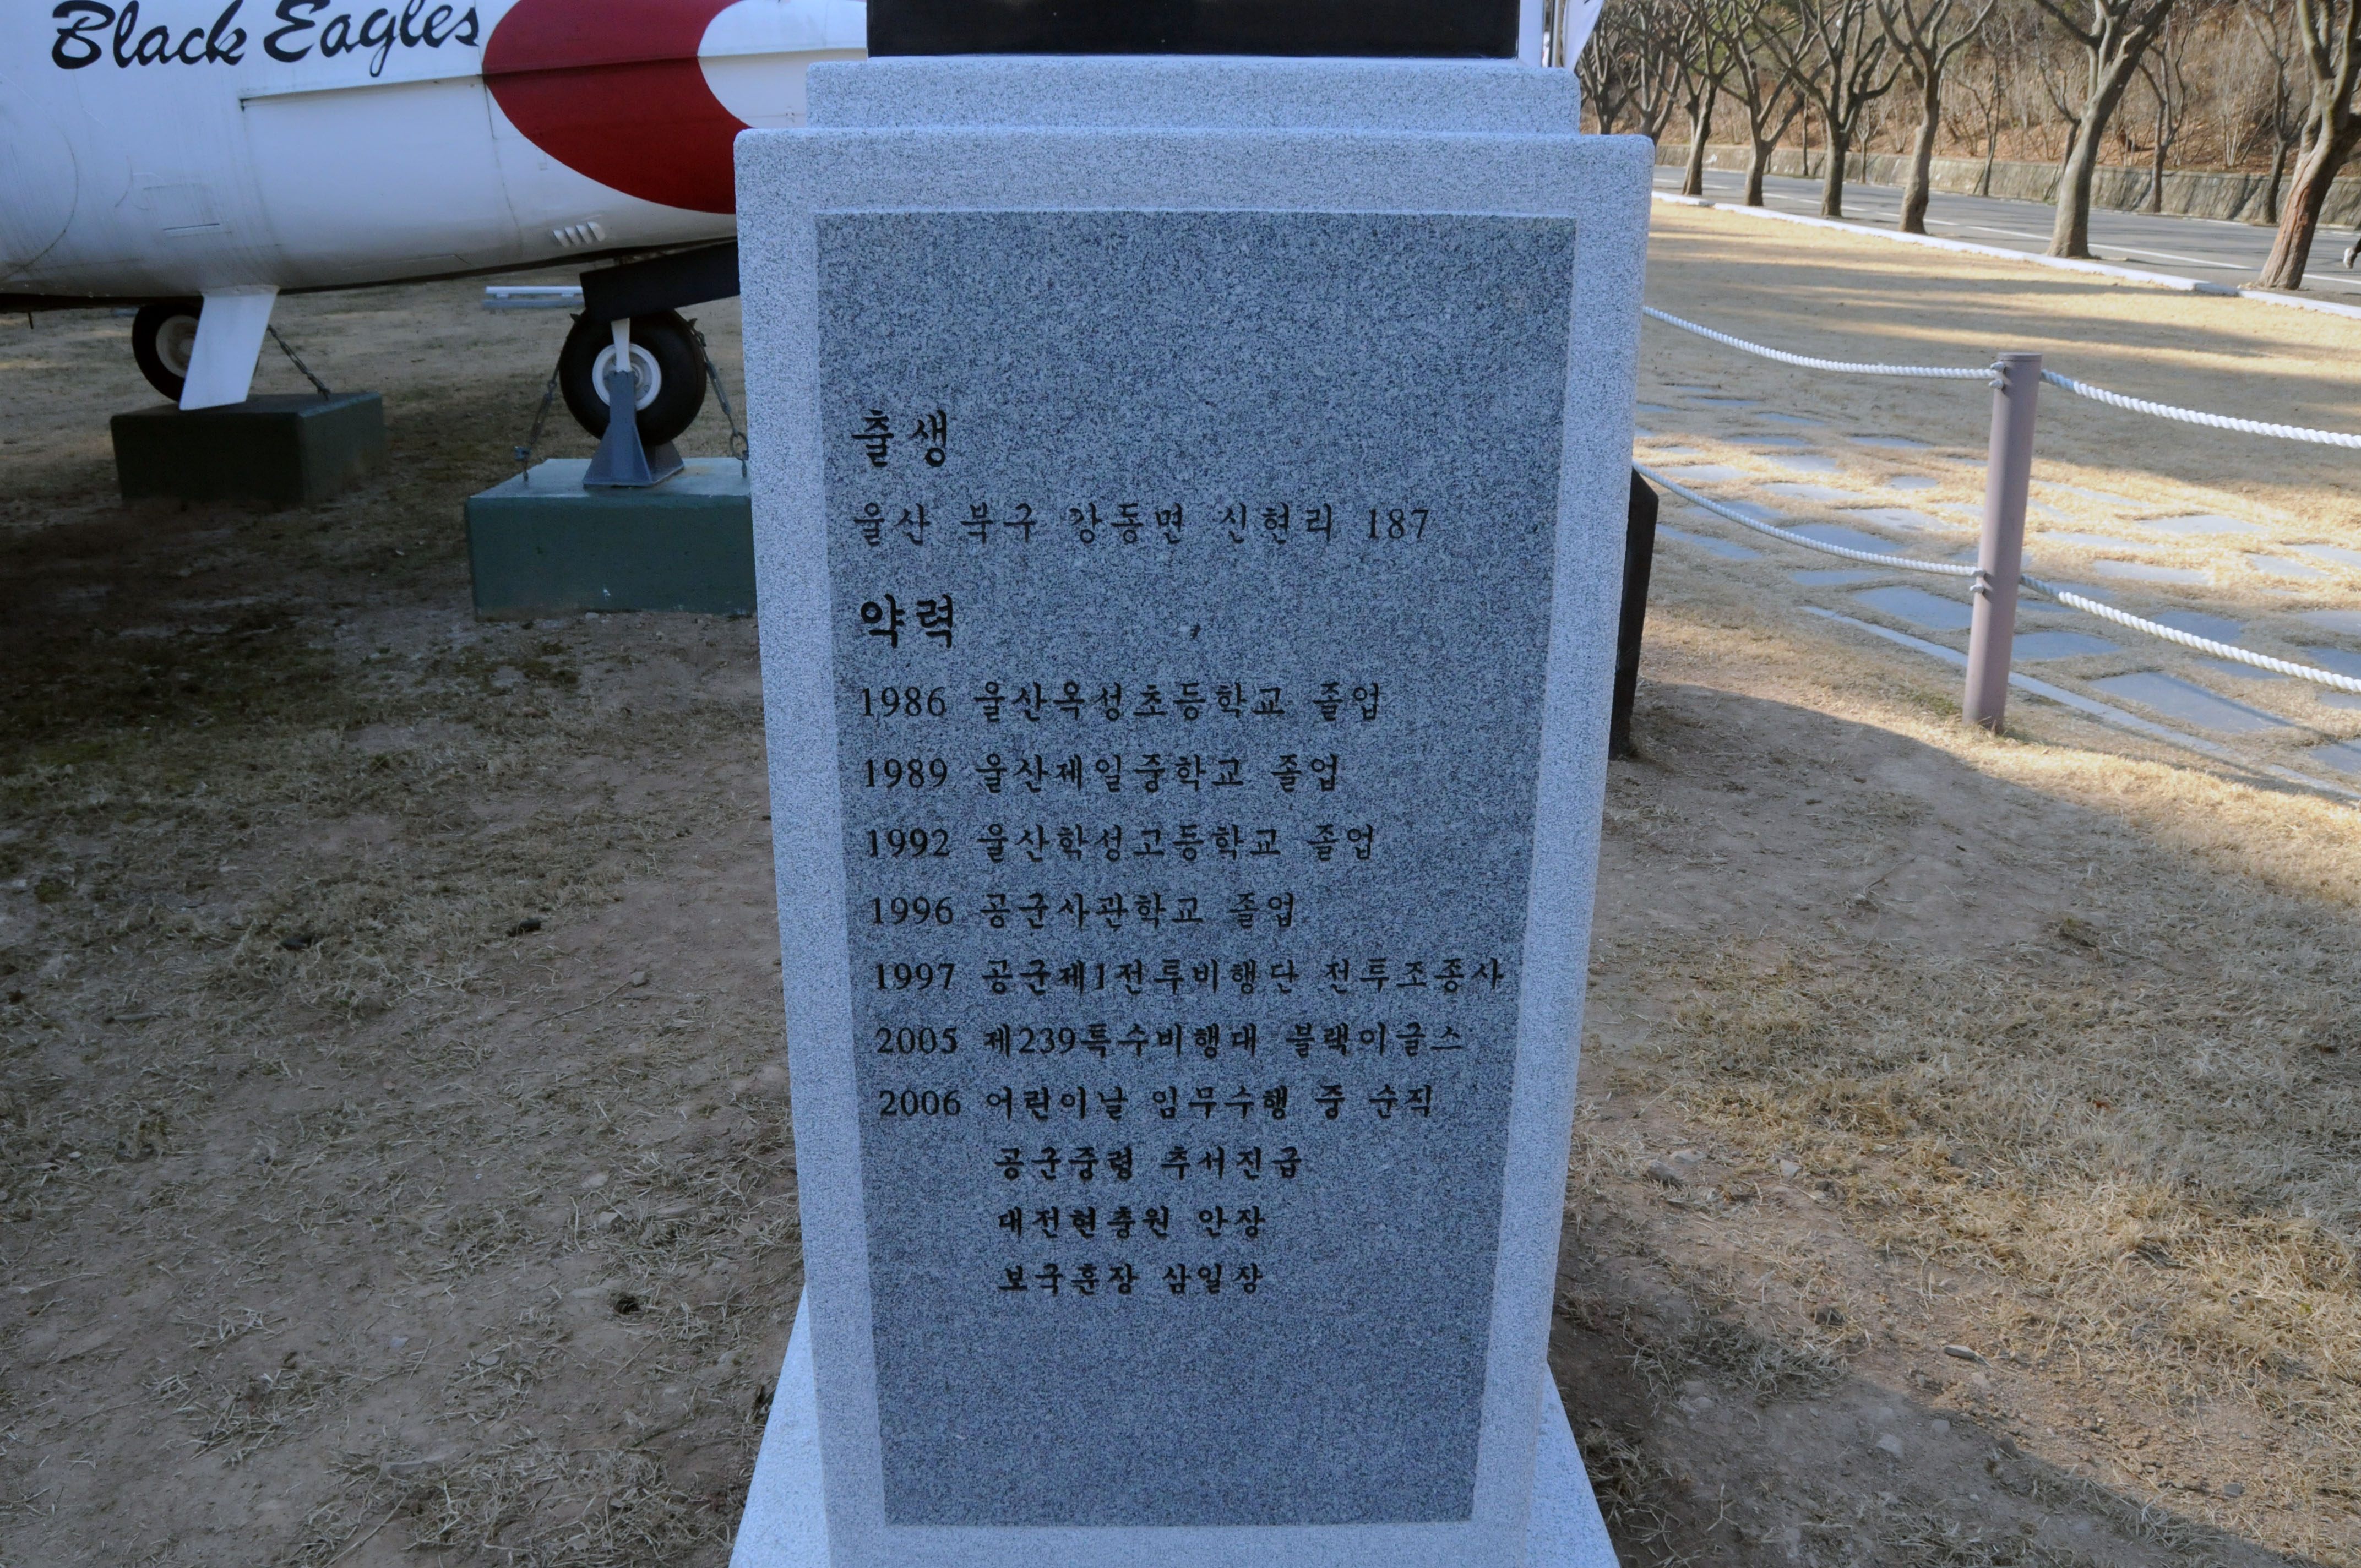 Black Eagles
출생
울산 북구 강동면 신현리 187
약력
1986 울산옥성초등학교 졸업
1989 울산제일중학교 졸업
1992 울산학성고등학교 졸업
1996 공군사관학교 졸업
1997 공군제1전투비행단 전투조종사
2005 제239특수비행대 블랙이글스
2006 어린이날 임무수행 중 순직
공군중령 추서진급
대전현충원 안장
보국훈장 삼일장